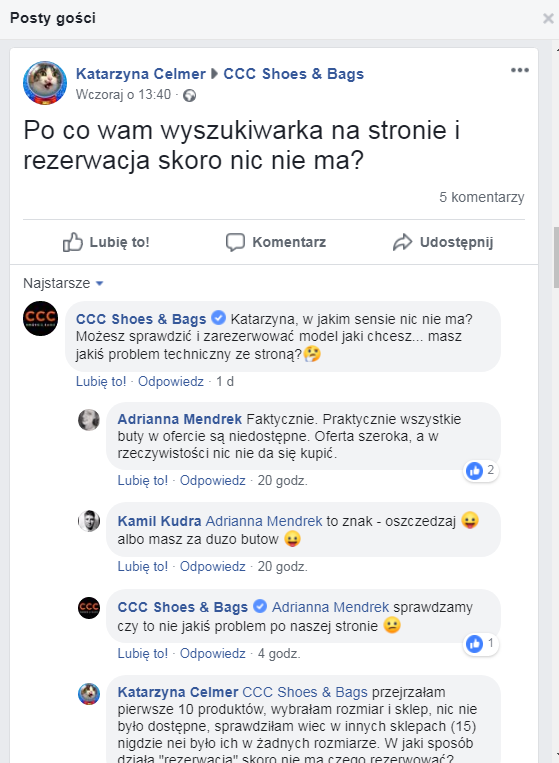 Posty gości
Katarzyna Celmer CCC Shoes & Bags
Wczoraj o 13:40 ·
Po co wam wyszukiwarka na stronie i
rezerwacja skoro nic nie ma?
5 komentarzy
Lubię to! Komentarz Udostępnij
Najstarsze
CCC
CCC Shoes & Bags Katarzyna, w jakim sensie nic nie ma?
Możesz sprawdzić i zarezerwować model jaki chcesz... masz
jakiś problem techniczny ze stroną?🤔
Lubię to! · Odpowiedz · 1 d
Adrianna Mendrek Faktycznie. Praktycznie wszystkie
buty w ofercie są niedostępne. Oferta szeroka, a w
rzeczywistości nic nie da się kupić.
2
Lubię to! · Odpowiedz · 20 godz.
Kamil Kudra Adrianna Mendrek to znak - oszczedzaj 😛
albo masz za duzo butow 😛
Lubię to! · Odpowiedz · 20 godz.
CCC
CCC Shoes & Bags Adrianna Mendrek sprawdzamy
czy to nie jakiś problem po naszej stronie 😕
1
Lubię to! · Odpowiedz · 4 godz.
Katarzyna Celmer CCC Shoes & Bags przejrzałam
pierwsze 10 produktów, wybrałam rozmiar i sklep, nic nie
było dostępne, sprawdziłam wiec w innych sklepach (15)
nigdzie nei było ich w żadnych rozmiarze. W jaki sposób
działa "rezerwacja" skoro nie ma czego rezerwować?